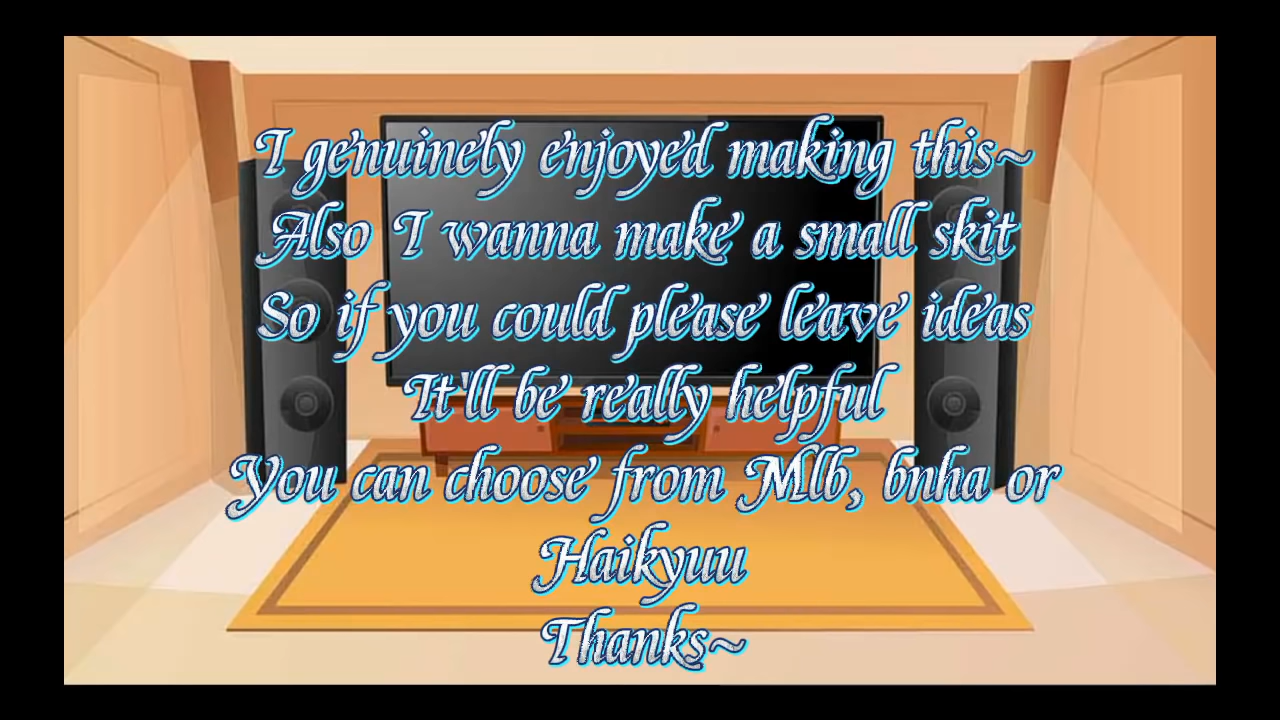 I genuinely enjoyed making this~
Also I wanna make a small skit
So if you could please leave ideas
It'll be really helpful
You can choose from Mlb, bnha or
Haikyuu
Thanks~